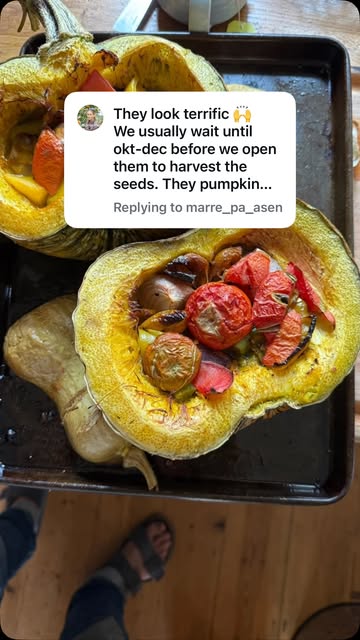 They look terrific 🙌
We usually wait until
okt-dec before we open
them to harvest the
seeds. They pumpkin...
Replying to marre_pa_asen